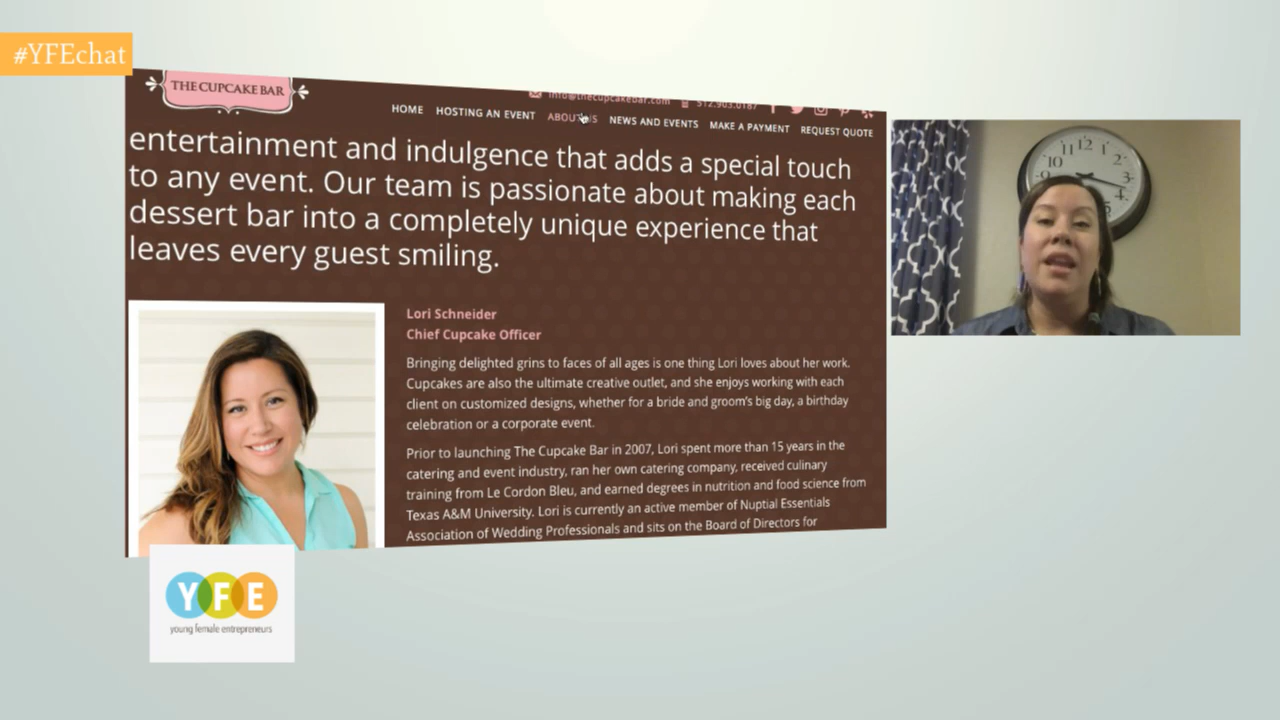 #YFEchat
THE CUPCAKE BAR
info@thecupcakebar.com 512.903.0187
HOME HOSTING AN EVENT ABOUT US NEWS AND EVENTS MAKE A PAYMENT REQUEST QUOTE
entertainment and indulgence that adds a special touch
to any event. Our team is passionate about making each
dessert bar into a completely unique experience that
leaves every guest smiling.
Lori Schneider
Chief Cupcake Officer
Bringing delighted grins to faces of all ages is one thing Lori loves about her work.
Cupcakes are also the ultimate creative outlet, and she enjoys working with each
client on customized designs, whether for a bride and groom's big day, a birthday
celebration or a corporate event.
Prior to launching The Cupcake Bar in 2007, Lori spent more than 15 years in the
catering and event industry, ran her own catering company, received culinary
training from Le Cordon Bleu, and earned degrees in nutrition and food science from
Texas A&M University. Lori is currently an active member of Nuptial Essentials
Association of Wedding Professionals and sits on the Board of Directors for
YFE
young female entrepreneurs